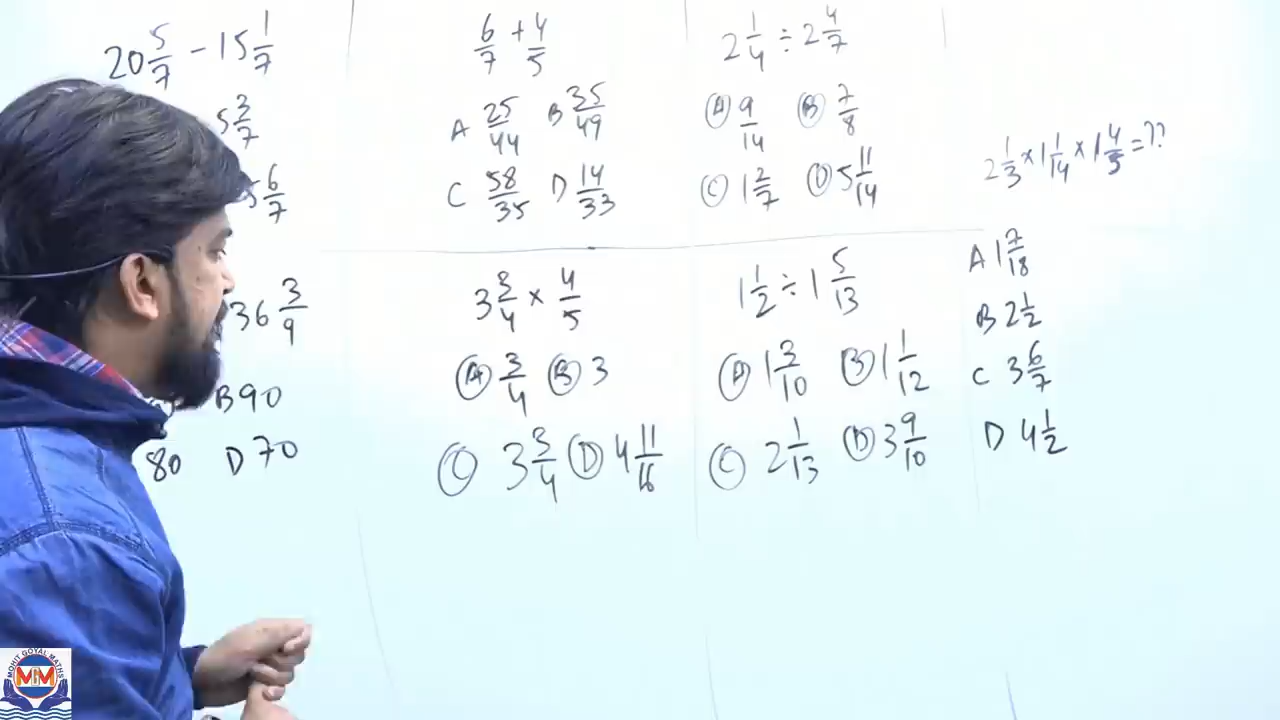 20 5/7 - 15 1/7
5 2/7
5 6/7
36 3/9
B 90
80 D 70
6/7 + 4/5
A 25/44 B 35/49
C 58/35 D 14/33
3 3/4 × 4/5
A 3/4 B 3
C 3 3/4 D 4 11/16
2 1/4 ÷ 2 4/7
A 9/14 B 7/8
C 1 2/7 D 5 11/14
1 1/2 ÷ 1 5/13
A 1 3/10 B 1 1/12
C 2 1/13 D 3 9/10
2 1/3 × 1 1/14 × 1 4/5 = ??
A 1 7/18
B 2 1/2
C 3 6/7
D 4 1/2
MOHIT GOYAL MATHS
MGM